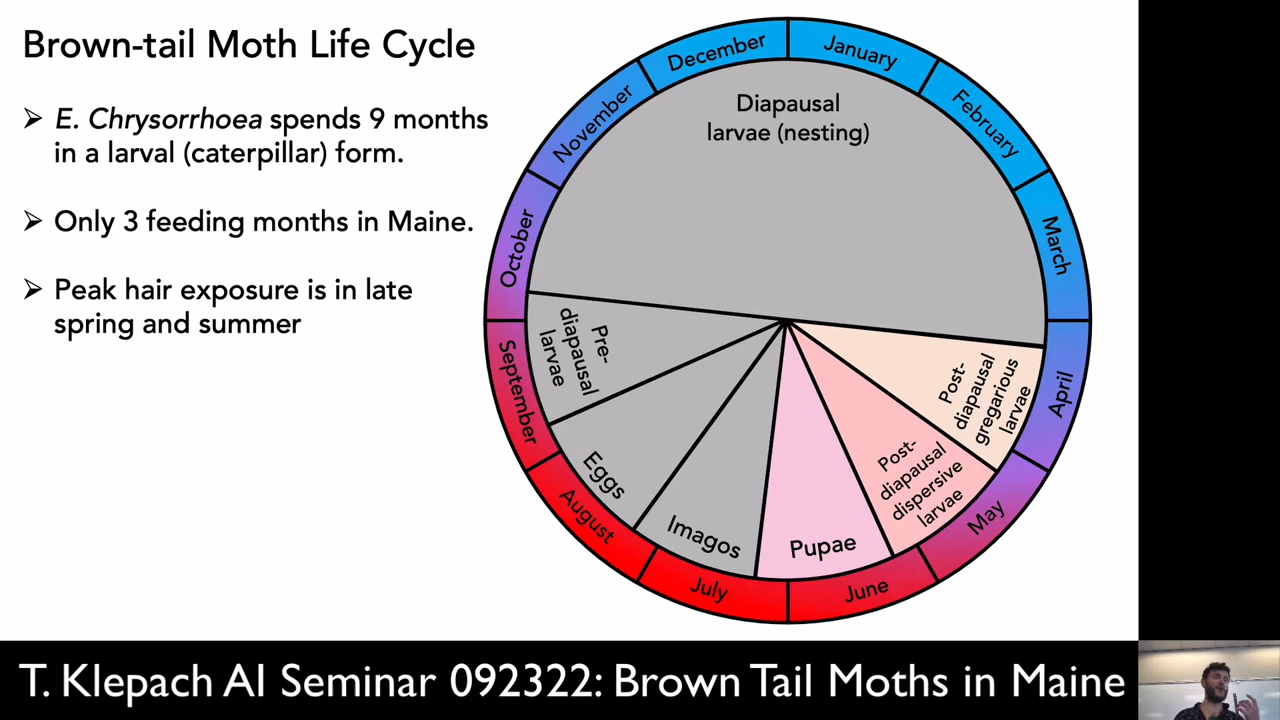 Brown-tail Moth Life Cycle
➢ E. Chrysorrhoea spends 9 months
in a larval (caterpillar) form.
➢ Only 3 feeding months in Maine.
➢ Peak hair exposure is in late
spring and summer
December
January
November
February
October
March
September
April
August
May
July
June
Diapausal
larvae (nesting)
Pre-
diapausal
larvae
Post-
diapausal
gregarious
larvae
Eggs
Post-
diapausal
dispersive
larvae
Imagos
Pupae
T. Klepach AI Seminar 092322: Brown Tail Moths in Maine